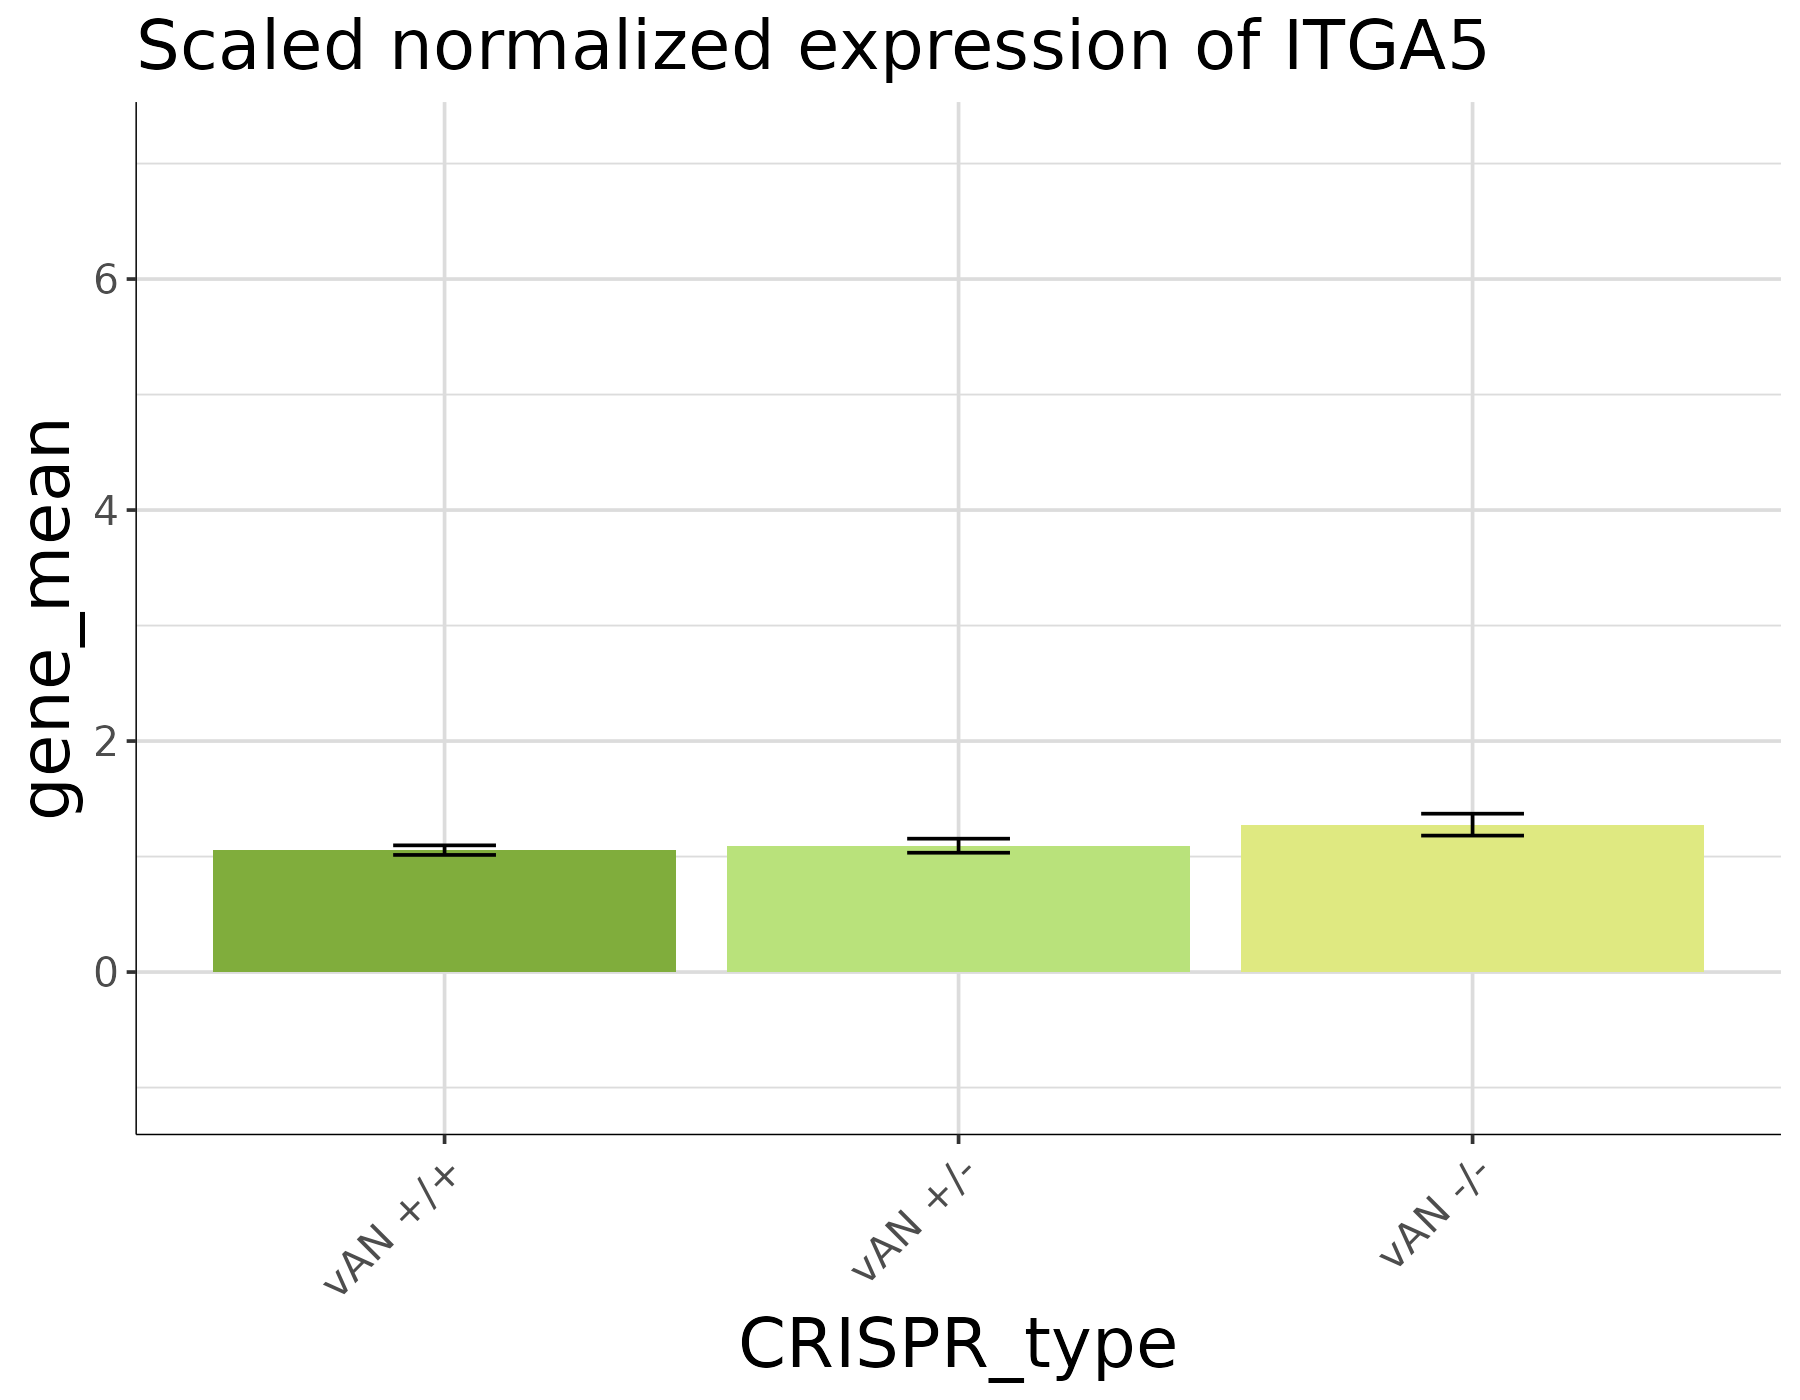 Scaled normalized expression of ITGA5
gene_mean
6
4
2
0
vAN +/+
vAN +/-
vAN -/-
CRISPR_type